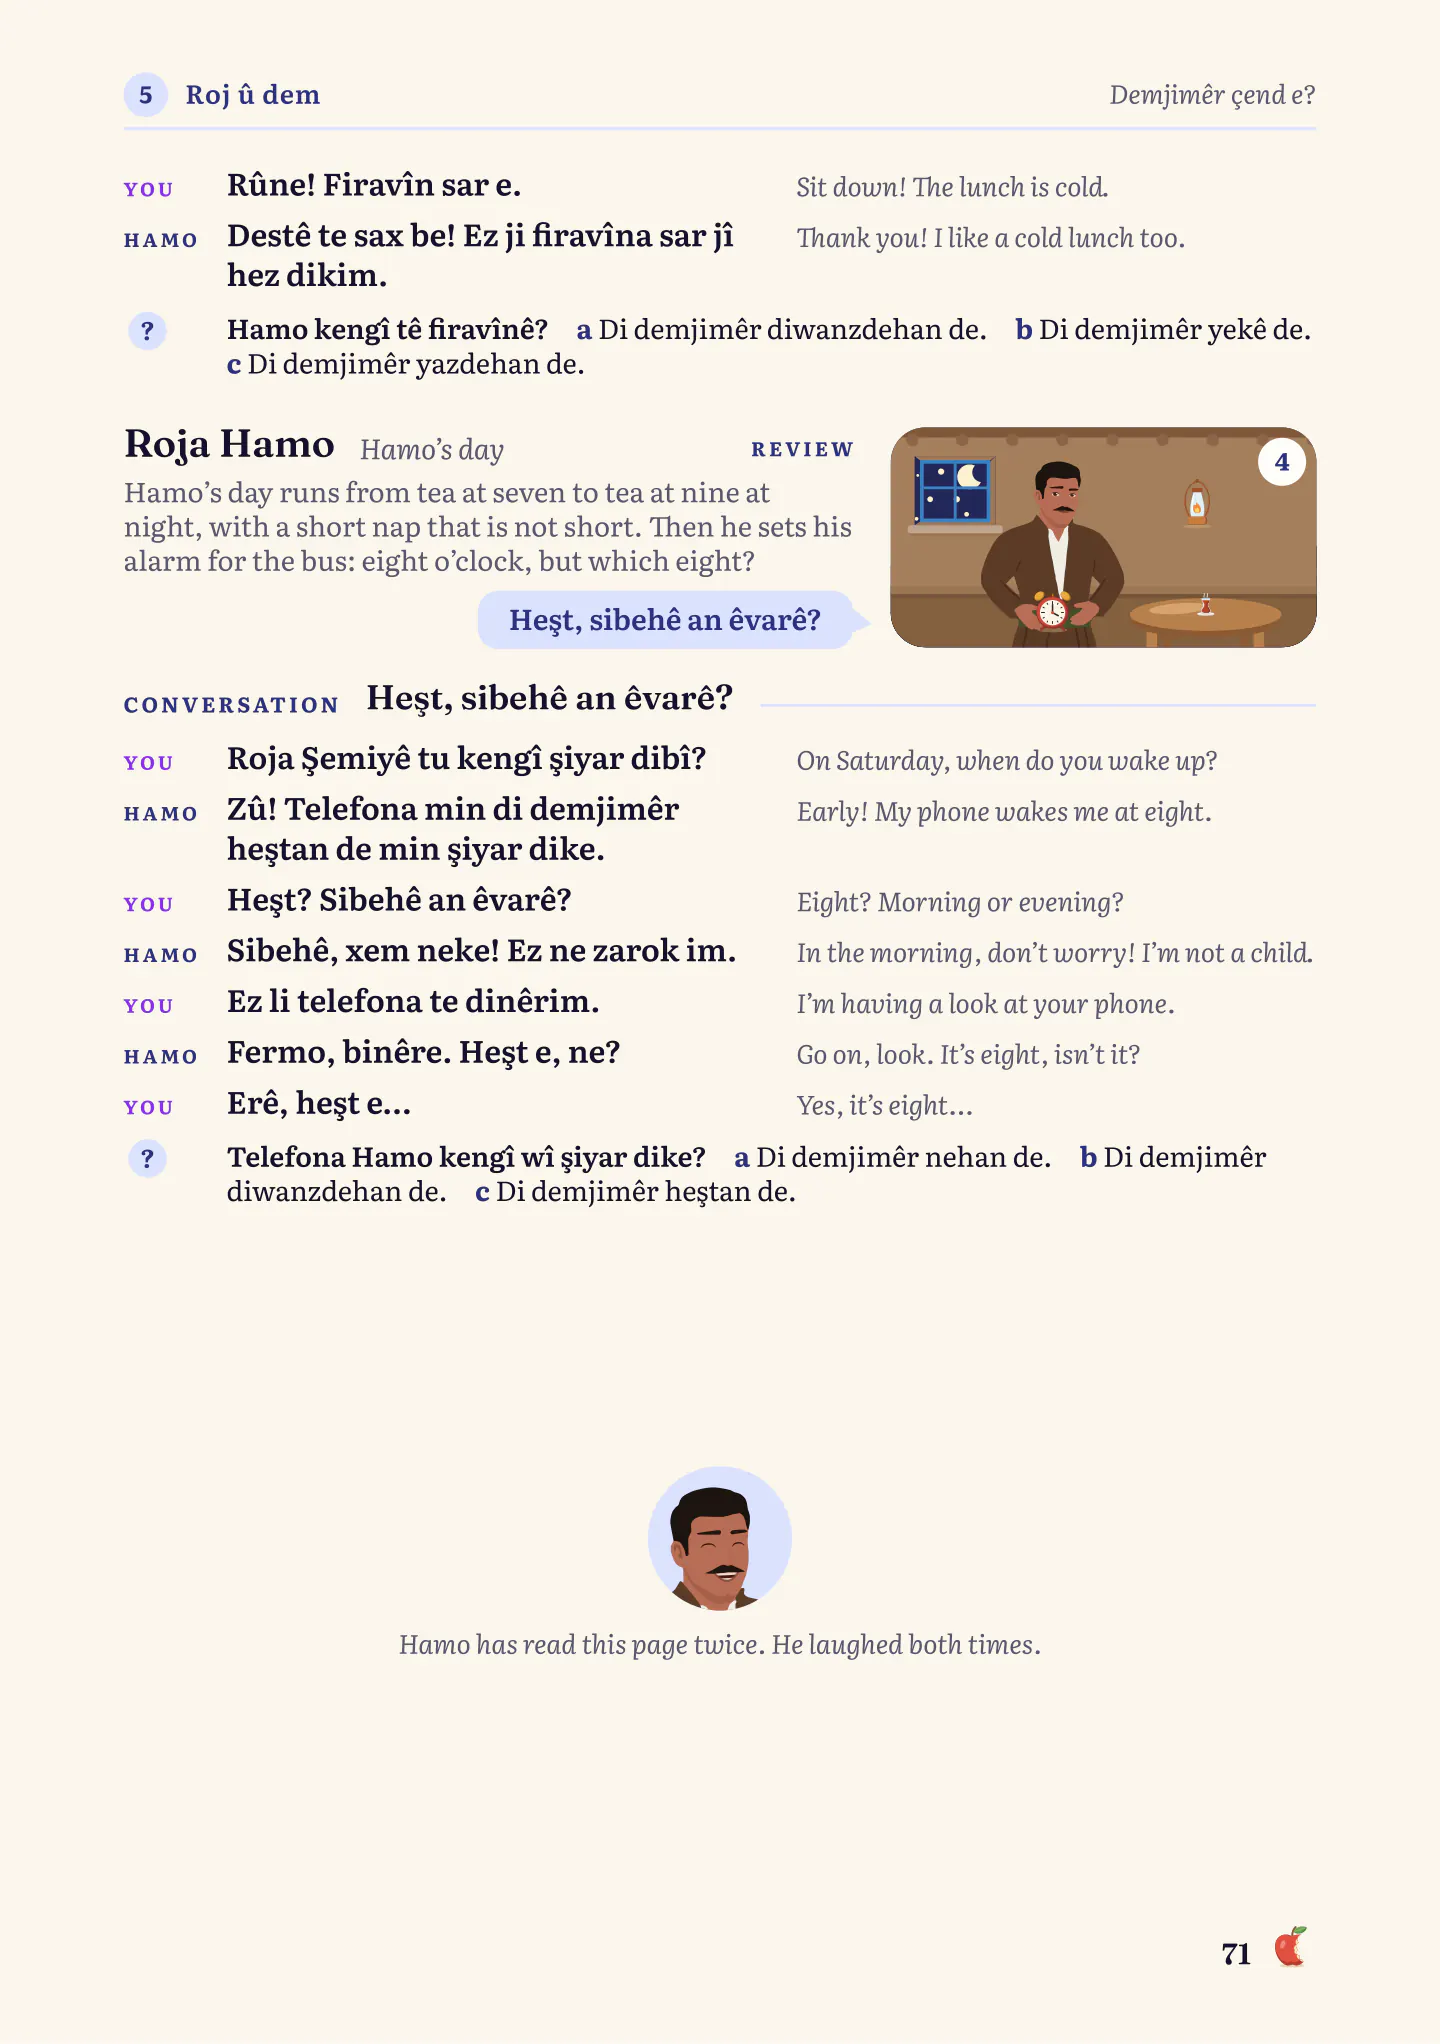 5 Roj û dem Demjimêr çend e?
YOU Rûne! Firavîn sar e. Sit down! The lunch is cold.
HAMO Destê te sax be! Ez ji firavîna sar jî Thank you! I like a cold lunch too.
hez dikim.
? Hamo kengî tê firavînê? a Di demjimêr diwanzdehan de. b Di demjimêr yekê de.
c Di demjimêr yazdehan de.
Roja Hamo Hamo’s day REVIEW
4
Hamo’s day runs from tea at seven to tea at nine at
night, with a short nap that is not short. Then he sets his
alarm for the bus: eight o’clock, but which eight?
Heşt, sibehê an êvarê?
CONVERSATION Heşt, sibehê an êvarê?
YOU Roja Şemiyê tu kengî şiyar dibî? On Saturday, when do you wake up?
HAMO Zû! Telefona min di demjimêr Early! My phone wakes me at eight.
heştan de min şiyar dike.
YOU Heşt? Sibehê an êvarê? Eight? Morning or evening?
HAMO Sibehê, xem neke! Ez ne zarok im. In the morning, don’t worry! I’m not a child.
YOU Ez li telefona te dinêrim. I’m having a look at your phone.
HAMO Fermo, binêre. Heşt e, ne? Go on, look. It’s eight, isn’t it?
YOU Erê, heşt e… Yes, it’s eight…
? Telefona Hamo kengî wî şiyar dike? a Di demjimêr nehan de. b Di demjimêr
diwanzdehan de. c Di demjimêr heştan de.
Hamo has read this page twice. He laughed both times.
71